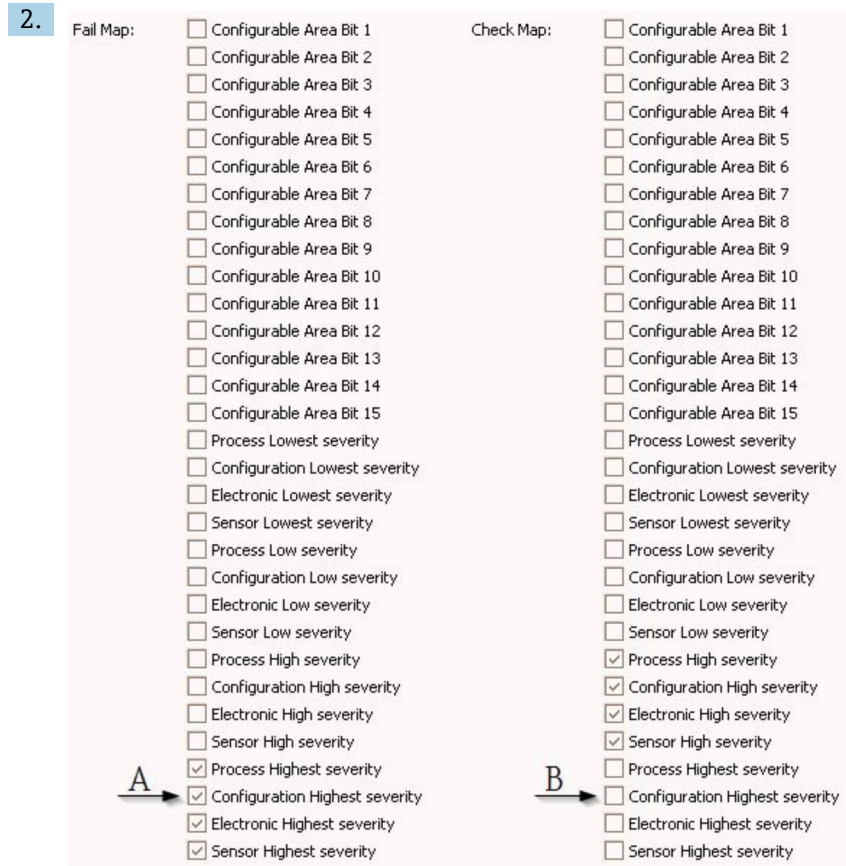 2.
Fail Map: Configurable Area Bit 1 Check Map: Configurable Area Bit 1
Configurable Area Bit 2 Configurable Area Bit 2
Configurable Area Bit 3 Configurable Area Bit 3
Configurable Area Bit 4 Configurable Area Bit 4
Configurable Area Bit 5 Configurable Area Bit 5
Configurable Area Bit 6 Configurable Area Bit 6
Configurable Area Bit 7 Configurable Area Bit 7
Configurable Area Bit 8 Configurable Area Bit 8
Configurable Area Bit 9 Configurable Area Bit 9
Configurable Area Bit 10 Configurable Area Bit 10
Configurable Area Bit 11 Configurable Area Bit 11
Configurable Area Bit 12 Configurable Area Bit 12
Configurable Area Bit 13 Configurable Area Bit 13
Configurable Area Bit 14 Configurable Area Bit 14
Configurable Area Bit 15 Configurable Area Bit 15
Process Lowest severity Process Lowest severity
Configuration Lowest severity Configuration Lowest severity
Electronic Lowest severity Electronic Lowest severity
Sensor Lowest severity Sensor Lowest severity
Process Low severity Process Low severity
Configuration Low severity Configuration Low severity
Electronic Low severity Electronic Low severity
Sensor Low severity Sensor Low severity
Process High severity Process High severity
Configuration High severity Configuration High severity
Electronic High severity Electronic High severity
Sensor High severity Sensor High severity
Process Highest severity Process Highest severity
A Configuration Highest severity B Configuration Highest severity
Electronic Highest severity Electronic Highest severity
Sensor Highest severity Sensor Highest severity